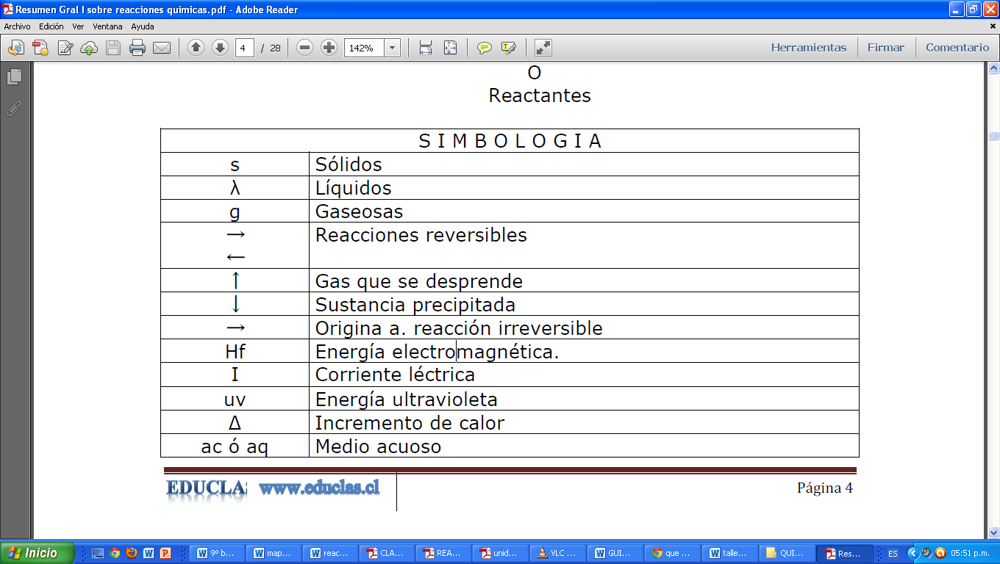 Resumen Gral I sobre reacciones quimicas.pdf - Adobe Reader
Archivo Edición Ver Ventana Ayuda
4 / 28 142% Herramientas Firmar Comentario
O
Reactantes
S I M B O L O G I A
s Sólidos
λ Líquidos
g Gaseosas
→ Reacciones reversibles
←
↑ Gas que se desprende
↓ Sustancia precipitada
→ Origina a. reacción irreversible
Hf Energía electromagnética.
I Corriente léctrica
uv Energía ultravioleta
Δ Incremento de calor
ac ó aq Medio acuoso
EDUCLAS www.educlas.cl Página 4
Inicio 9º b... map... reac... CLA... REA... unid... VLC ... GUI... que ... talle... QUI... Res... ES 05:51 p.m.